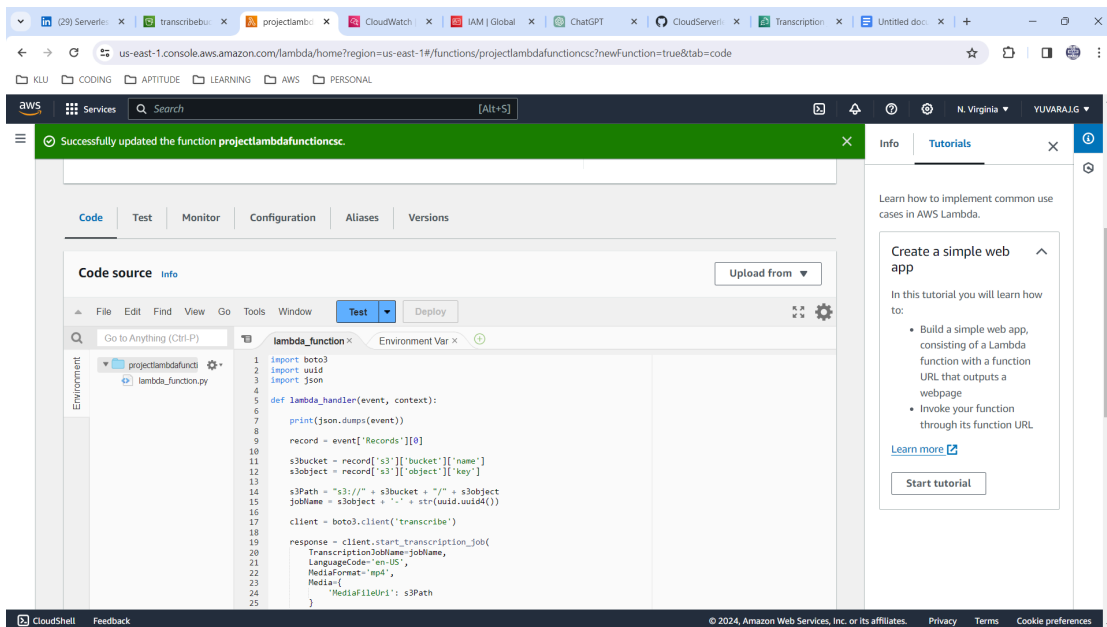 (29) Serverles
transcribebuc
projectlambd
CloudWatch
IAM | Global
ChatGPT
CloudServerle
Transcription
Untitled docu
us-east-1.console.aws.amazon.com/lambda/home?region=us-east-1#/functions/projectlambdafunctioncsc?newFunction=true&tab=code
KLU CODING APTITUDE LEARNING AWS PERSONAL
aws Services Search [Alt+S] N. Virginia ▼ YUVARAJ.G ▼
Successfully updated the function projectlambdafunctioncsc.
Code Test Monitor Configuration Aliases Versions
Code source Info
Upload from ▼
File Edit Find View Go Tools Window Test Deploy
Go to Anything (Ctrl-P)
lambda_function × Environment Var ×
Environment
projectlambdafuncti
lambda_function.py
1 import boto3
2 import uuid
3 import json
4
5 def lambda_handler(event, context):
6
7 print(json.dumps(event))
8
9 record = event['Records'][0]
10
11 s3bucket = record['s3']['bucket']['name']
12 s3object = record['s3']['object']['key']
13
14 s3Path = "s3://" + s3bucket + "/" + s3object
15 jobName = s3object + '-' + str(uuid.uuid4())
16
17 client = boto3.client('transcribe')
18
19 response = client.start_transcription_job(
20 TranscriptionJobName=jobName,
21 LanguageCode='en-US',
22 MediaFormat='mp4',
23 Media={
24 'MediaFileUri': s3Path
25 }
Info Tutorials
Learn how to implement common use
cases in AWS Lambda.
Create a simple web
app
In this tutorial you will learn how
to:
• Build a simple web app,
consisting of a Lambda
function with a function
URL that outputs a
webpage
• Invoke your function
through its function URL
Learn more
Start tutorial
CloudShell Feedback © 2024, Amazon Web Services, Inc. or its affiliates. Privacy Terms Cookie preferences